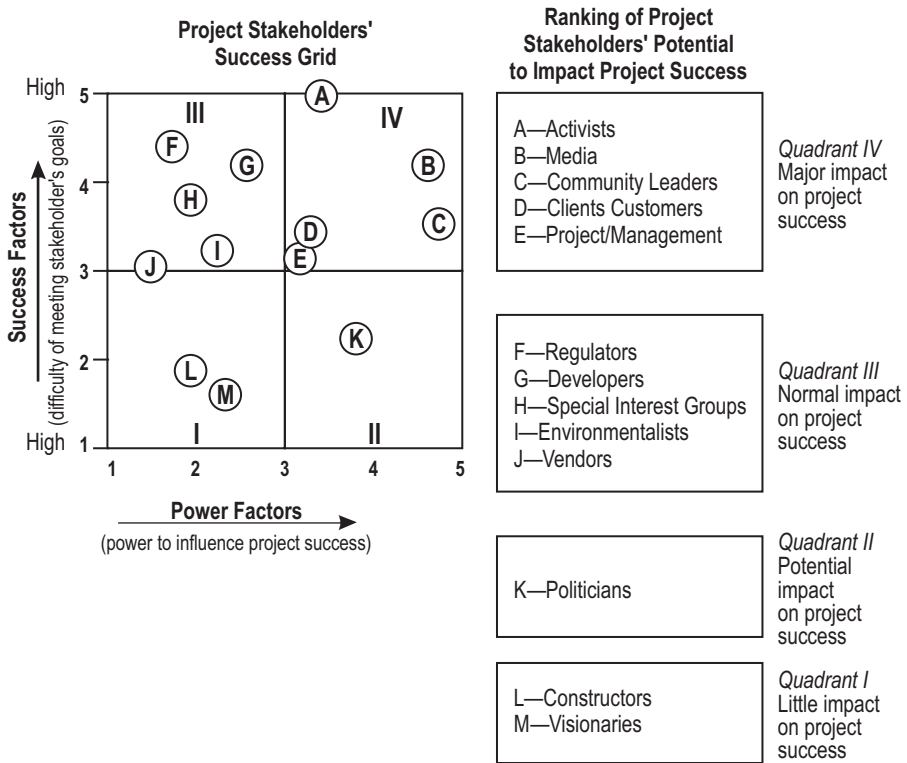 Project Stakeholders'
Success Grid
High
5
4
3
2
High
1
1
2
3
4
5
Success Factors
(difficulty of meeting stakeholder's goals)
III
IV
I
II
A
B
C
D
E
F
G
H
I
J
K
L
M
Power Factors
(power to influence project success)
Ranking of Project
Stakeholders' Potential
to Impact Project Success
A—Activists
B—Media
C—Community Leaders
D—Clients Customers
E—Project/Management
Quadrant IV
Major impact
on project
success
F—Regulators
G—Developers
H—Special Interest Groups
I—Environmentalists
J—Vendors
Quadrant III
Normal impact
on project
success
K—Politicians
Quadrant II
Potential
impact
on project
success
L—Constructors
M—Visionaries
Quadrant I
Little impact
on project
success